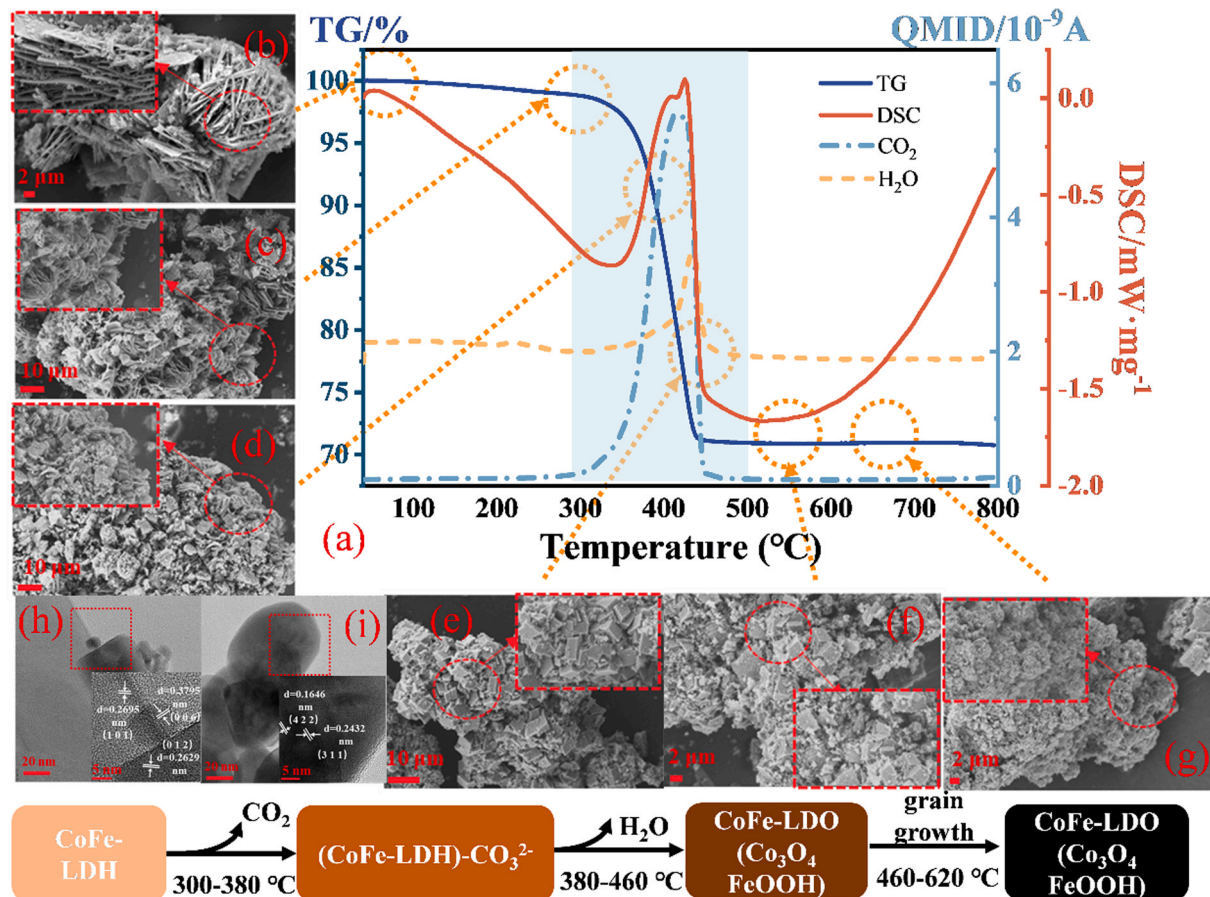 (b)
2 μm
(c)
10 μm
(d)
10 μm
TG/%
QMID/10⁻⁹A
100
95
90
85
80
75
70
TG
DSC
CO₂
H₂O
6
4
2
0
0.0
-0.5
-1.0
-1.5
-2.0
DSC/mW·mg⁻¹
100 200 300 400 500 600 700 800
Temperature (°C)
(a)
(h)
d=0.3795
nm
d=0.2695
nm
(1 0 1)
(0 0 6)
(0 1 2)
d=0.2629
nm
20 nm
5 nm
(i)
d=0.1646
nm
(4 2 2)
d=0.2432
nm
(3 1 1)
5 nm
(e)
10 μm
(f)
2 μm
(g)
2 μm
CoFe-
LDH
CO₂
300-380 °C
(CoFe-LDH)-CO₃²⁻
H₂O
380-460 °C
CoFe-LDO
(Co₃O₄
FeOOH)
grain
growth
460-620 °C
CoFe-LDO
(Co₃O₄
FeOOH)